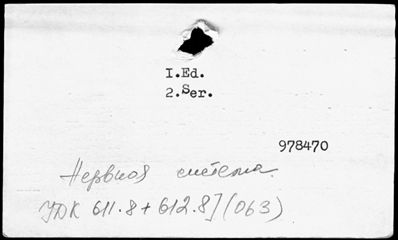 I.Ed.
2.Ser.
978470
Нервная система.
УДК 611.8+612.8](063)